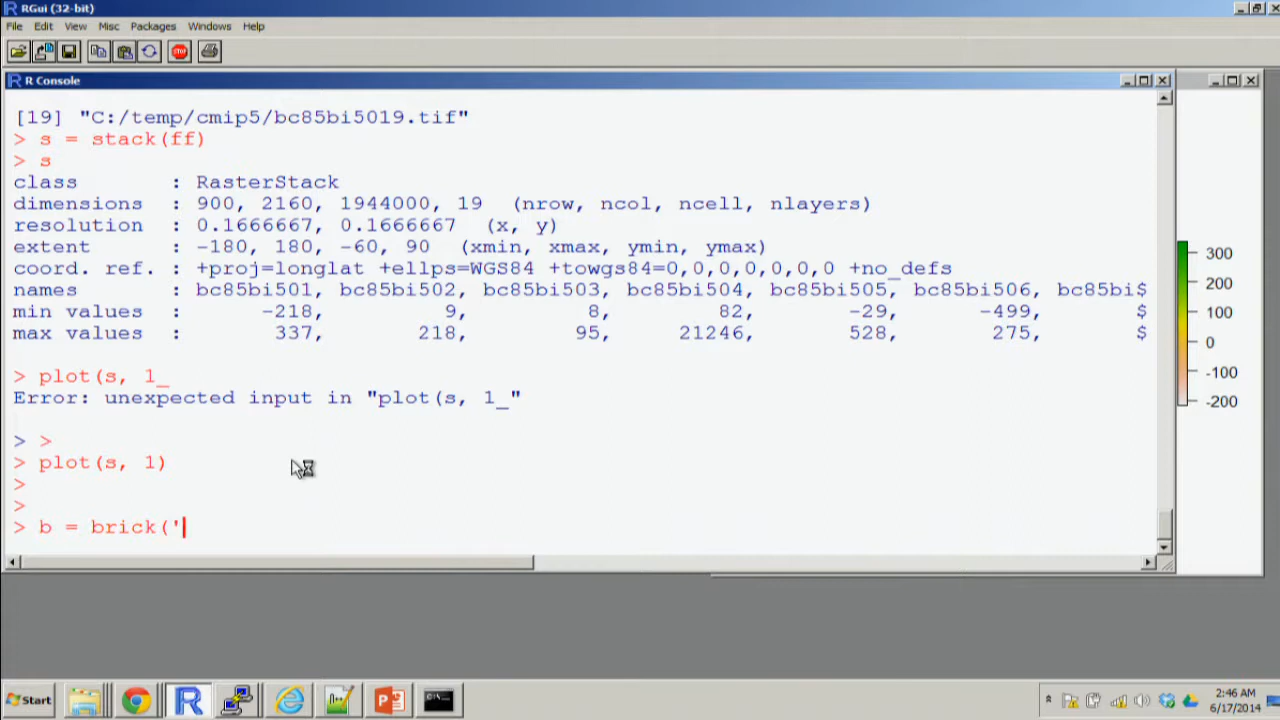 RGui (32-bit)
File Edit View Misc Packages Windows Help
R Console
[19] "C:/temp/cmip5/bc85bi5019.tif"
> s = stack(ff)
> s
class : RasterStack
dimensions : 900, 2160, 1944000, 19 (nrow, ncol, ncell, nlayers)
resolution : 0.1666667, 0.1666667 (x, y)
extent : -180, 180, -60, 90 (xmin, xmax, ymin, ymax)
coord. ref. : +proj=longlat +ellps=WGS84 +towgs84=0,0,0,0,0,0,0 +no_defs
names : bc85bi501, bc85bi502, bc85bi503, bc85bi504, bc85bi505, bc85bi506, bc85bi$
min values : -218, 9, 8, 82, -29, -499, $
max values : 337, 218, 95, 21246, 528, 275, $
> plot(s, 1_
Error: unexpected input in "plot(s, 1_"
> >
> plot(s, 1)
>
>
> b = brick('
300
200
100
0
-100
-200
Start
2:46 AM
6/17/2014